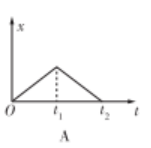 x
O t₁ t₂ t
A